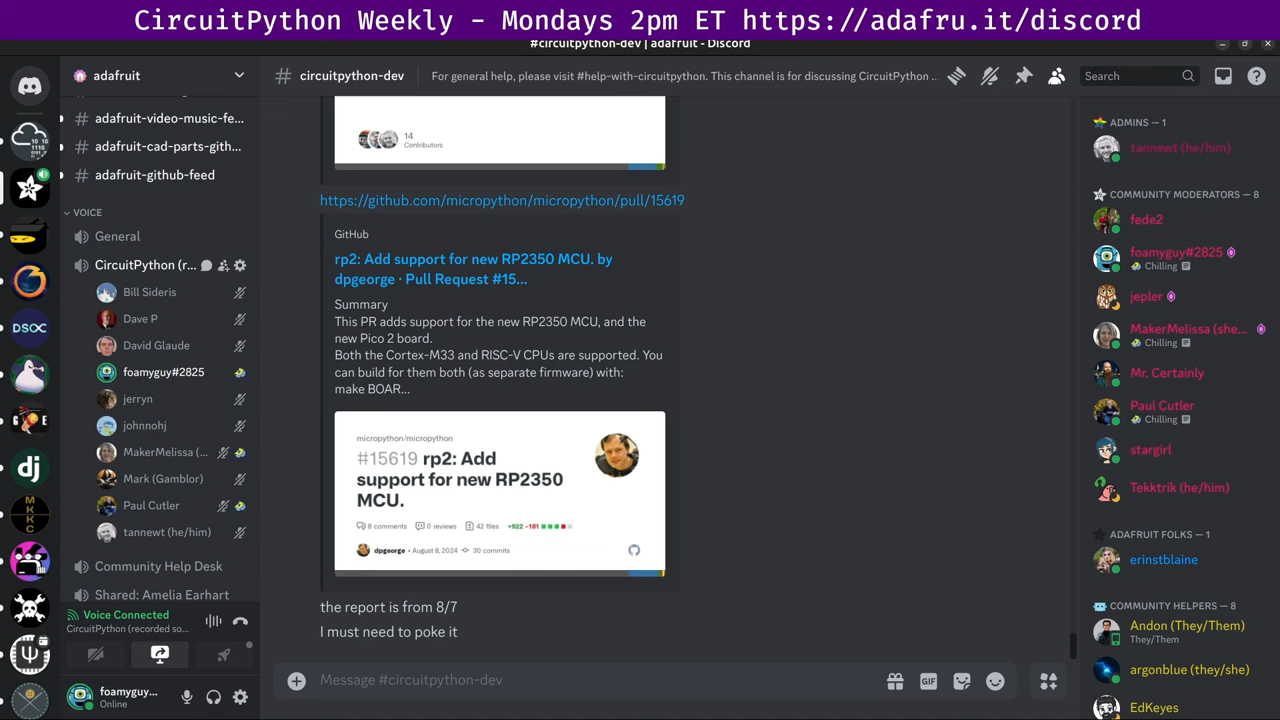 CircuitPython Weekly - Mondays 2pm ET https://adafru.it/discord
#circuitpython-dev | adafruit - Discord
adafruit
circuitpython-dev
For general help, please visit #help-with-circuitpython. This channel is for discussing CircuitPython ...
Search
adafruit-video-music-fe...
adafruit-cad-parts-gith...
adafruit-github-feed
VOICE
General
CircuitPython (r...
Bill Sideris
Dave P
David Glaude
foamyguy#2825
jerryn
johnnohj
MakerMelissa (...
Mark (Gamblor)
Paul Cutler
tannewt (he/him)
Community Help Desk
Shared: Amelia Earhart
Voice Connected
CircuitPython (recorded so...
foamyguy...
Online
14
Contributors
https://github.com/micropython/micropython/pull/15619
GitHub
rp2: Add support for new RP2350 MCU. by
dpgeorge · Pull Request #15...
Summary
This PR adds support for the new RP2350 MCU, and the
new Pico 2 board.
Both the Cortex-M33 and RISC-V CPUs are supported. You
can build for them both (as separate firmware) with:
make BOAR...
micropython/micropython
#15619 rp2: Add
support for new RP2350
MCU.
8 comments 0 reviews 42 files +922 -181
dpgeorge • August 8, 2024 30 commits
the report is from 8/7
I must need to poke it
Message #circuitpython-dev
GIF
ADMINS — 1
tannewt (he/him)
COMMUNITY MODERATORS — 8
fede2
foamyguy#2825
Chilling
jepler
MakerMelissa (she...
Chilling
Mr. Certainly
Paul Cutler
Chilling
stargirl
Tekktrik (he/him)
ADAFRUIT FOLKS — 1
erinstblaine
COMMUNITY HELPERS — 8
Andon (They/Them)
They/Them
argonblue (they/she)
EdKeyes